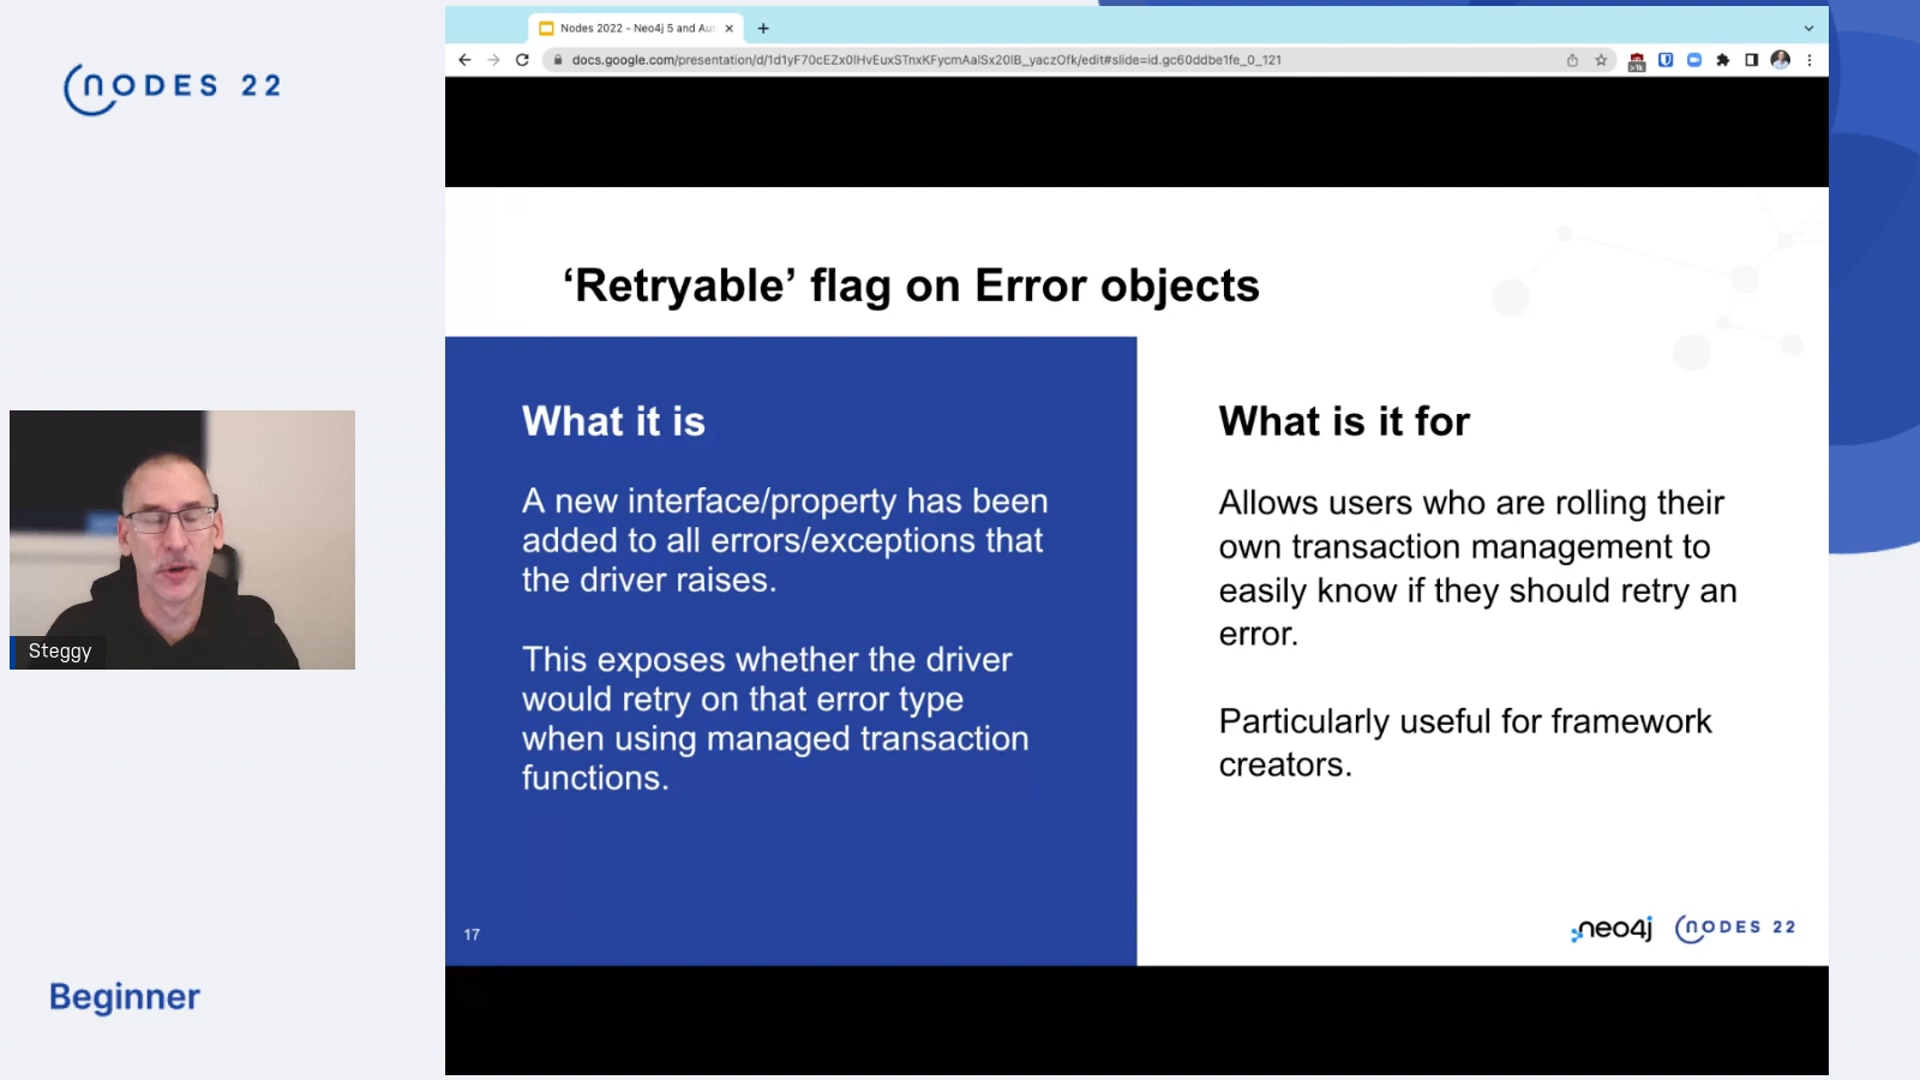 NODES 22
Nodes 2022 - Neo4j 5 and Au
docs.google.com/presentation/d/1d1yF70cEZx0IHvEuxSTnxKFycmAalSx20IB_yaczOfk/edit#slide=id.gc60ddbe1fe_0_121
‘Retryable’ flag on Error objects
What it is
A new interface/property has been
added to all errors/exceptions that
the driver raises.
This exposes whether the driver
would retry on that error type
when using managed transaction
functions.
17
What is it for
Allows users who are rolling their
own transaction management to
easily know if they should retry an
error.
Particularly useful for framework
creators.
neo4j
NODES 22
Steggy
Beginner